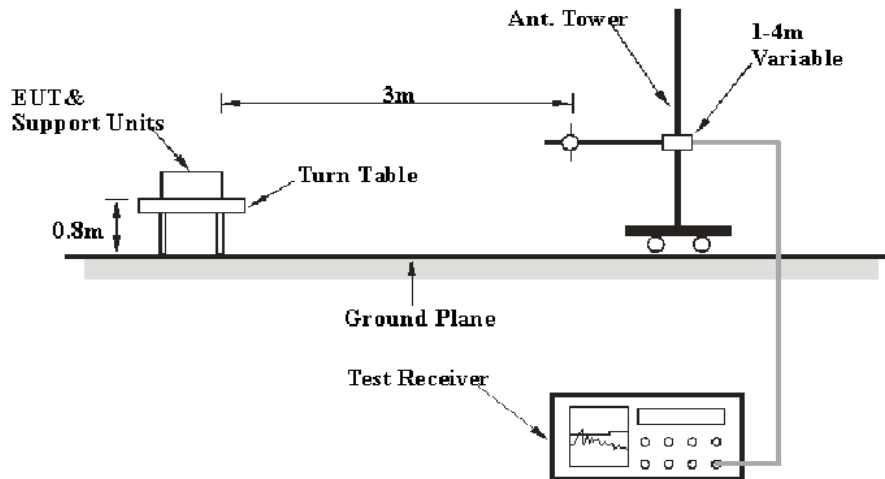 Ant. Tower
1-4m
Variable
3m
EUT &
Support Units
Turn Table
0.8m
Ground Plane
Test Receiver